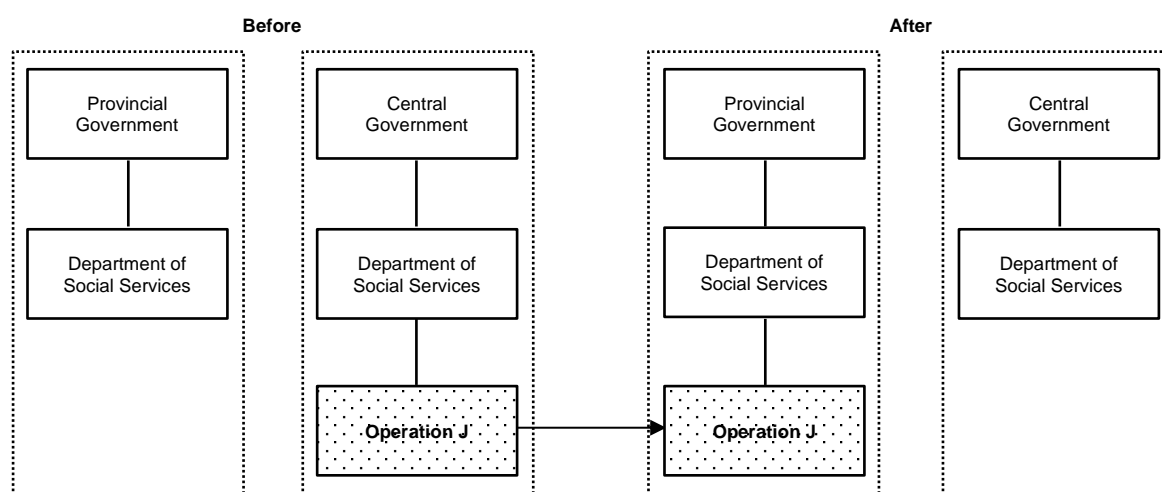 Before
After
Provincial
Government
Central
Government
Provincial
Government
Central
Government
Department of
Social Services
Department of
Social Services
Department of
Social Services
Department of
Social Services
Operation J
Operation J